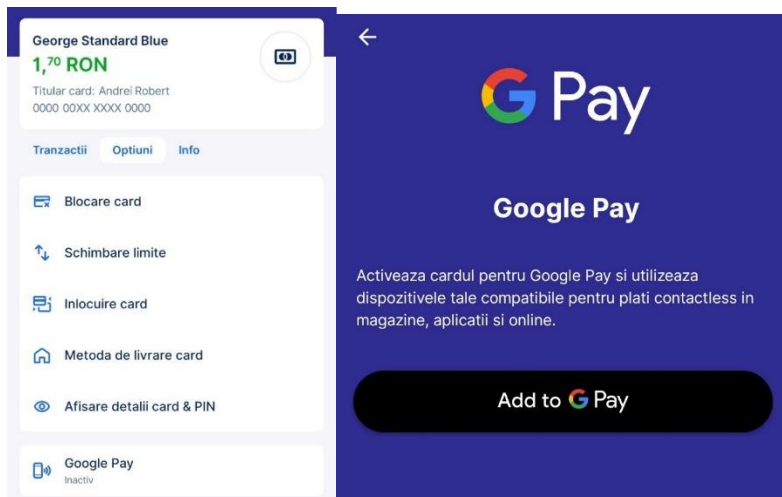 George Standard Blue
1,70 RON
Titular card: Andrei Robert
0000 00XX XXXX 0000
Tranzactii Optiuni Info
Blocare card
Schimbare limite
Inlocuire card
Metoda de livrare card
Afisare detalii card & PIN
Google Pay
Inactiv
G Pay
Google Pay
Activeaza cardul pentru Google Pay si utilizeaza
dispozitivele tale compatibile pentru plati contactless in
magazine, aplicatii si online.
Add to G Pay